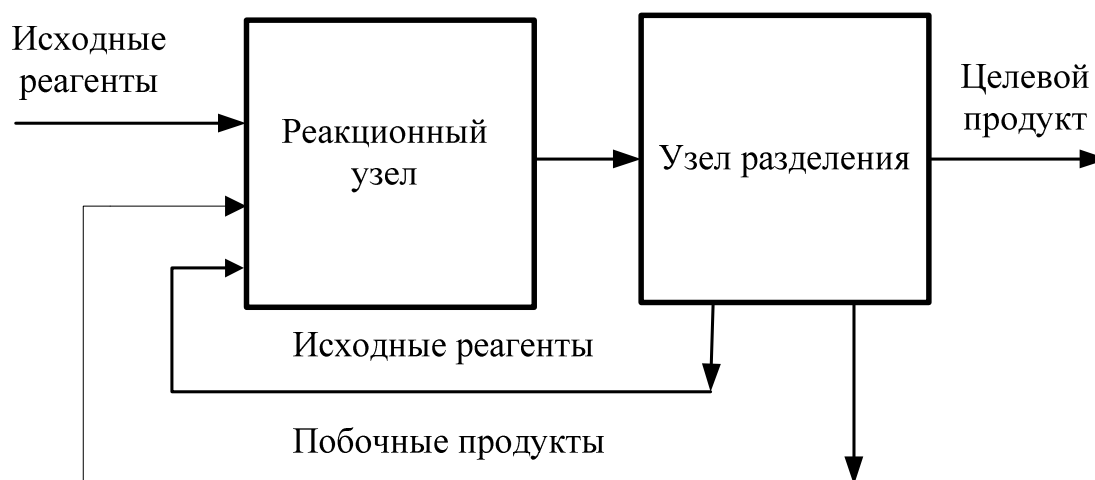 Исходные
реагенты
Реакционный
узел
Узел разделения
Целевой
продукт
Исходные реагенты
Побочные продукты